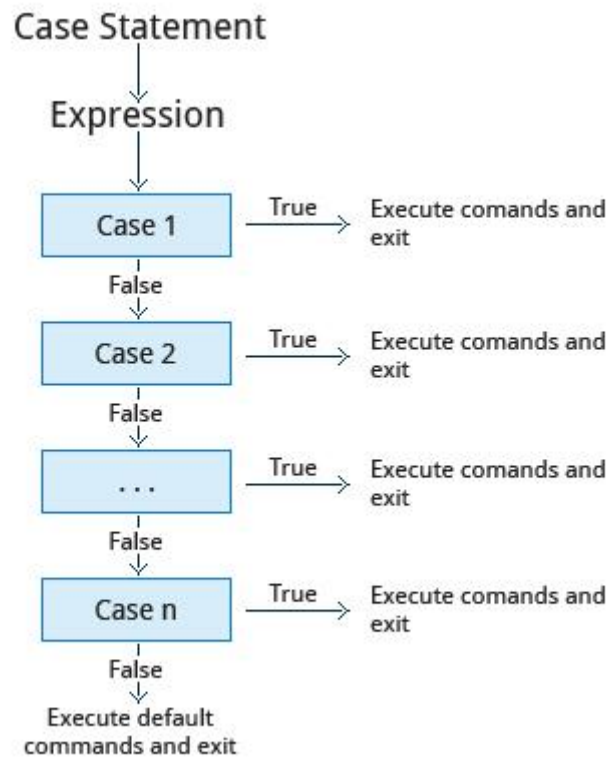 Case Statement
Expression
Case 1
True
Execute comands and
exit
False
Case 2
True
Execute comands and
exit
False
...
True
Execute comands and
exit
False
Case n
True
Execute comands and
exit
False
Execute default
commands and exit